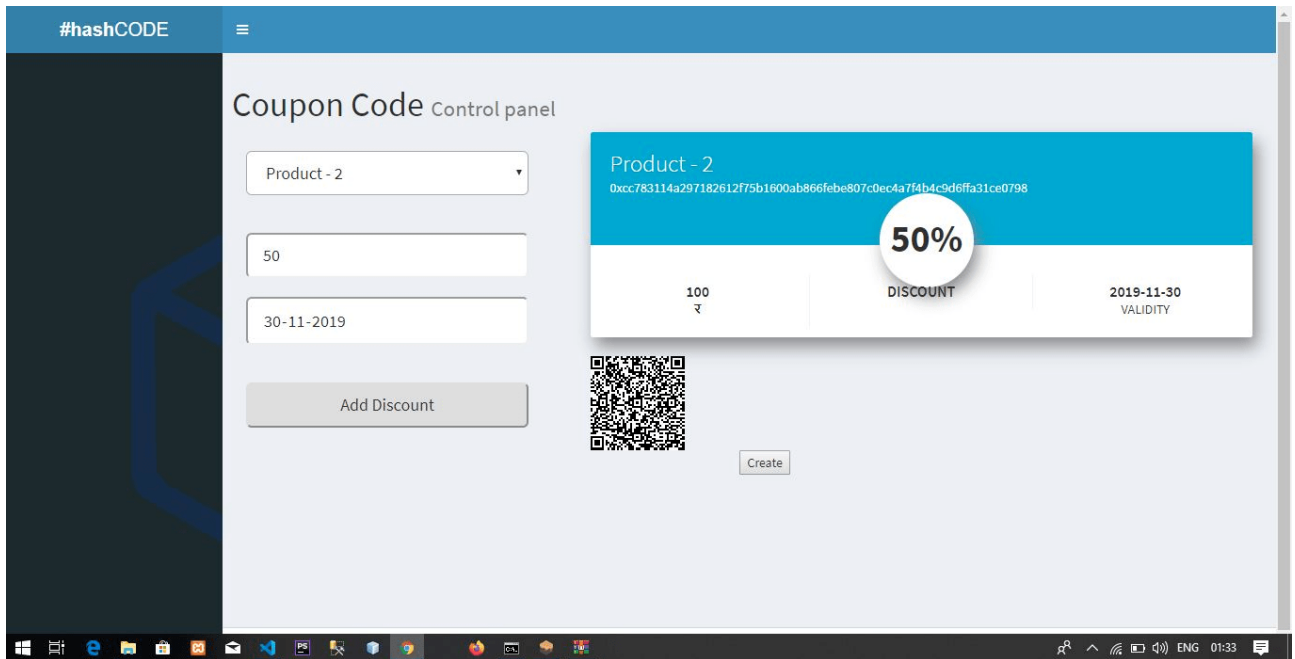 #hashCODE
Coupon Code Control panel
Product - 2
50
30-11-2019
Add Discount
Product - 2
0xcc783114a297182612f75b1600ab866febe807c0ec4a7f4b4c9d6ffa31ce0798
50%
100
र
DISCOUNT
2019-11-30
VALIDITY
Create
ENG 01:33